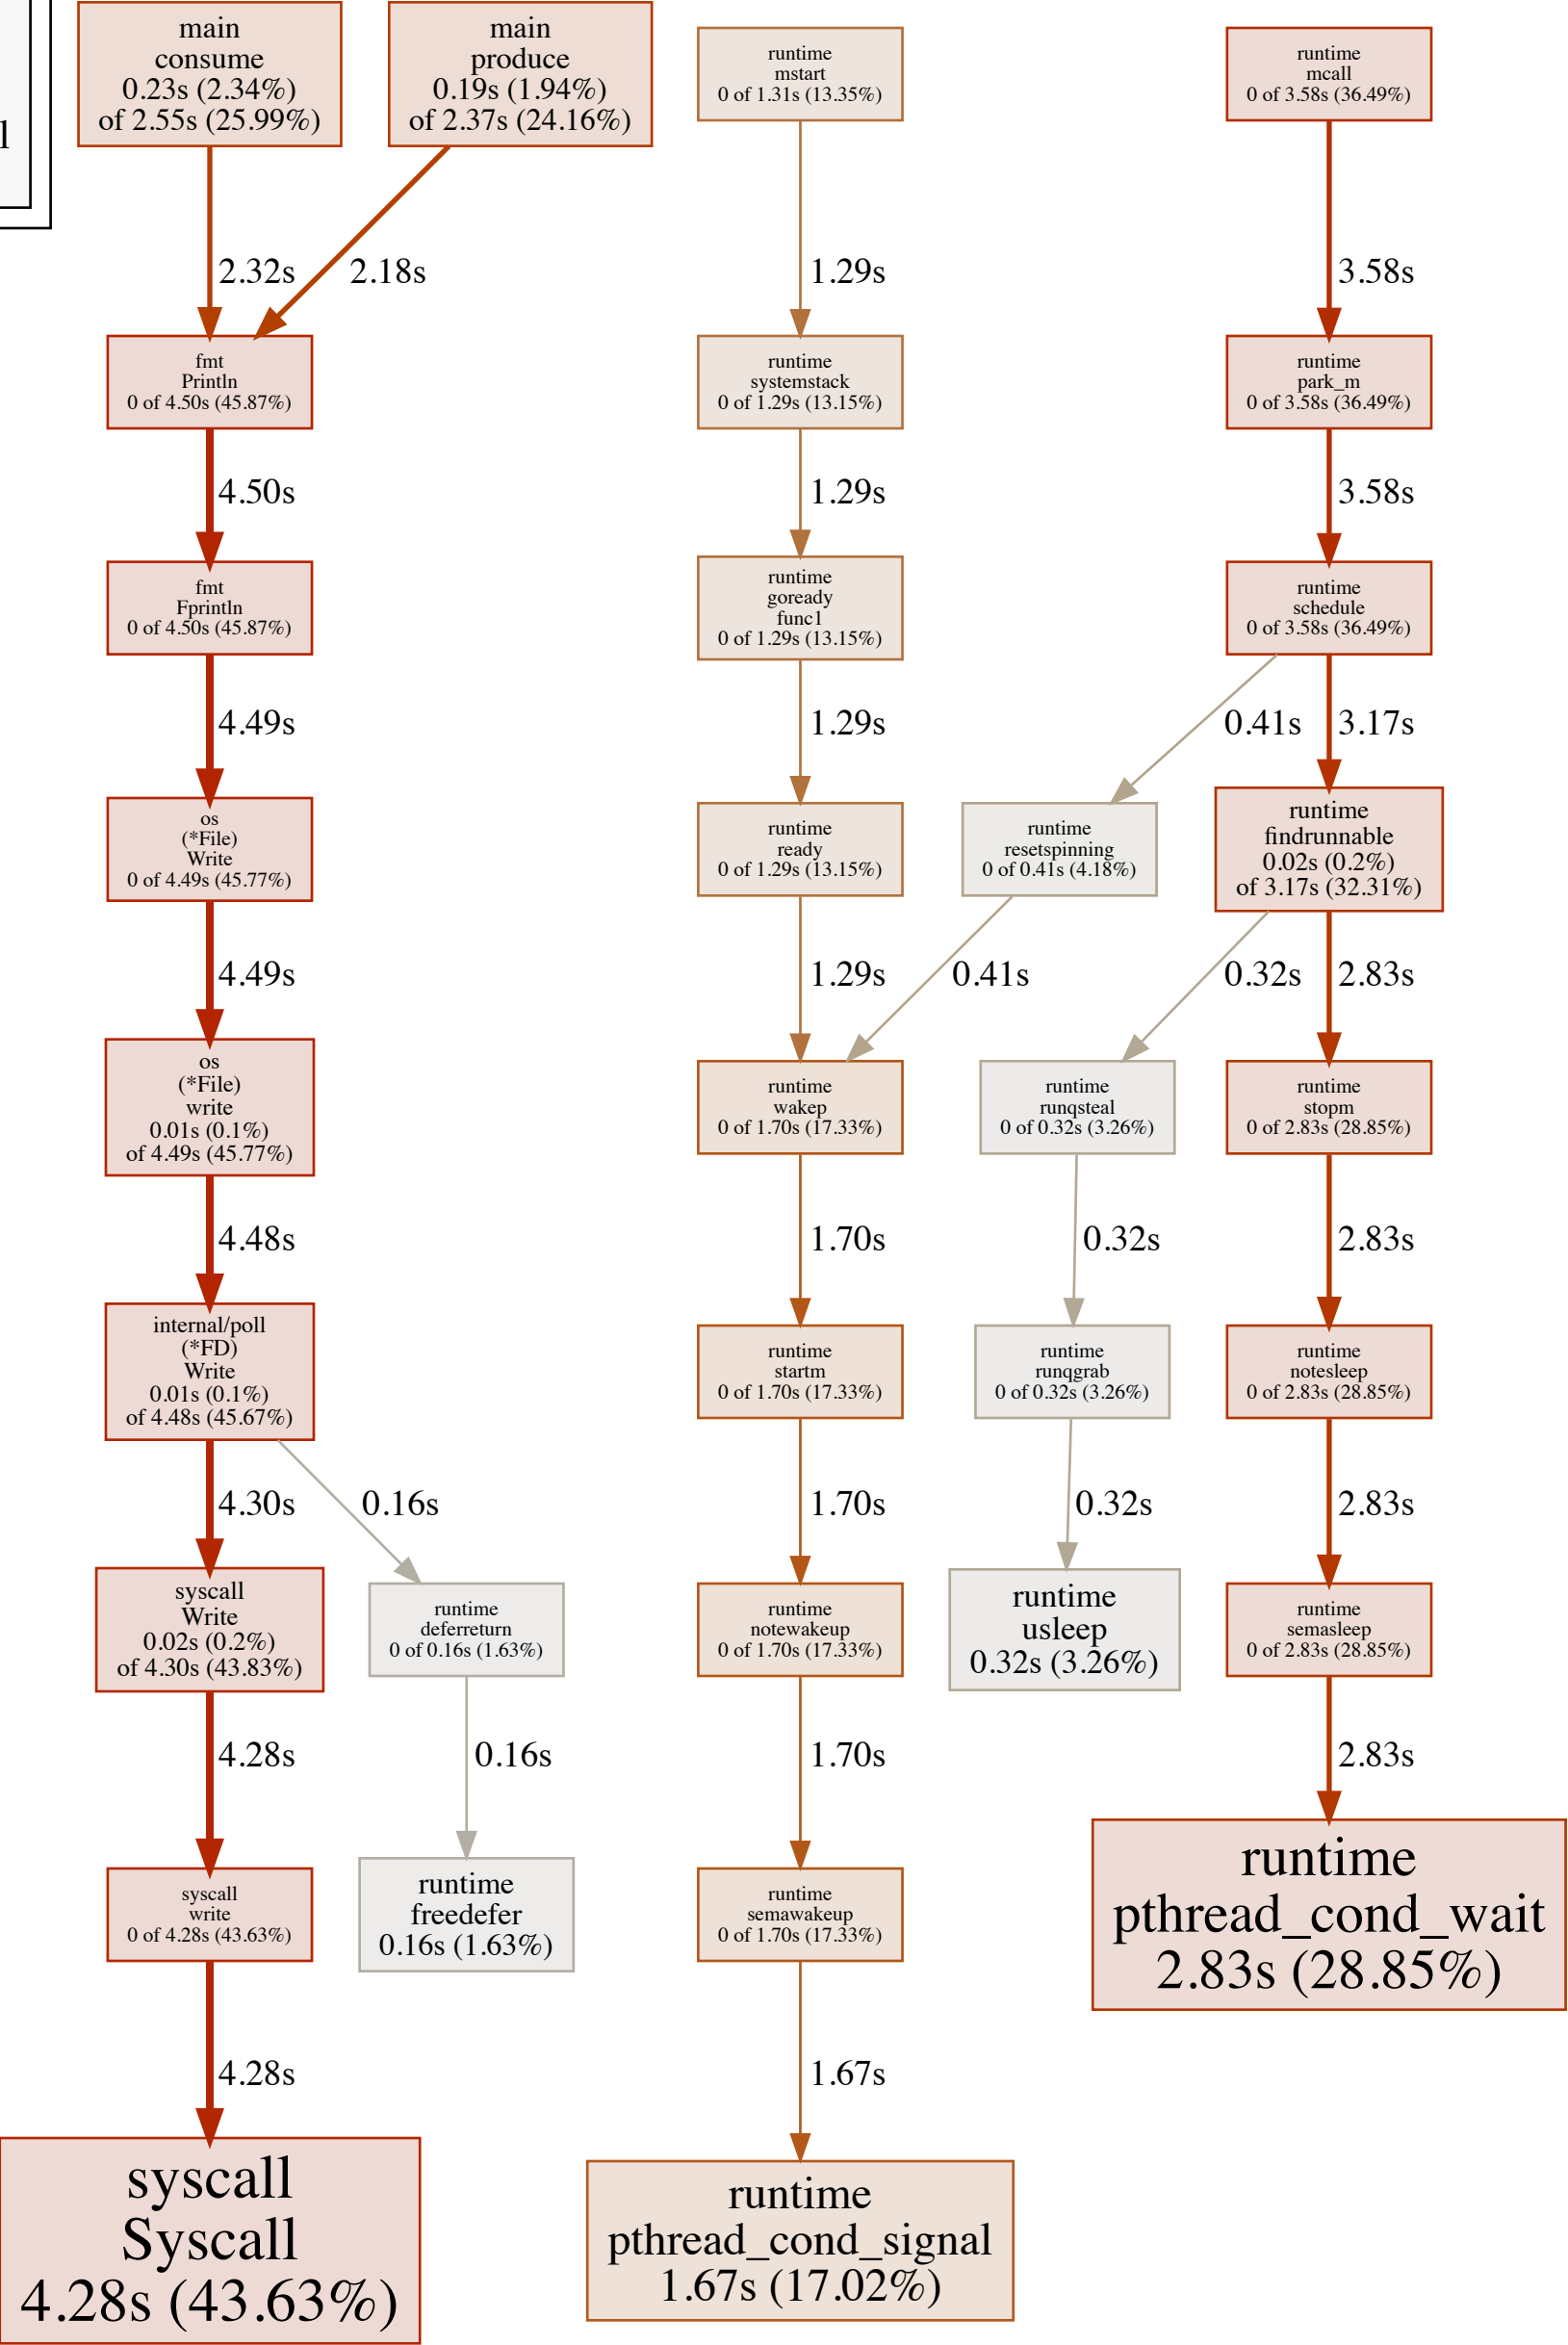 l
main
consume
0.23s (2.34%)
of 2.55s (25.99%)
main
produce
0.19s (1.94%)
of 2.37s (24.16%)
runtime
mstart
0 of 1.31s (13.35%)
runtime
mcall
0 of 3.58s (36.49%)
2.32s
2.18s
1.29s
3.58s
fmt
Println
0 of 4.50s (45.87%)
runtime
systemstack
0 of 1.29s (13.15%)
runtime
park_m
0 of 3.58s (36.49%)
4.50s
1.29s
3.58s
fmt
Fprintln
0 of 4.50s (45.87%)
runtime
goready
func1
0 of 1.29s (13.15%)
runtime
schedule
0 of 3.58s (36.49%)
4.49s
1.29s
0.41s
3.17s
os
(*File)
Write
0 of 4.49s (45.77%)
runtime
ready
0 of 1.29s (13.15%)
runtime
resetspinning
0 of 0.41s (4.18%)
runtime
findrunnable
0.02s (0.2%)
of 3.17s (32.31%)
4.49s
1.29s
0.41s
0.32s
2.83s
os
(*File)
write
0.01s (0.1%)
of 4.49s (45.77%)
runtime
wakep
0 of 1.70s (17.33%)
runtime
runqsteal
0 of 0.32s (3.26%)
runtime
stopm
0 of 2.83s (28.85%)
4.48s
1.70s
0.32s
2.83s
internal/poll
(*FD)
Write
0.01s (0.1%)
of 4.48s (45.67%)
runtime
startm
0 of 1.70s (17.33%)
runtime
runqgrab
0 of 0.32s (3.26%)
runtime
notesleep
0 of 2.83s (28.85%)
4.30s
0.16s
1.70s
0.32s
2.83s
syscall
Write
0.02s (0.2%)
of 4.30s (43.83%)
runtime
deferreturn
0 of 0.16s (1.63%)
runtime
notewakeup
0 of 1.70s (17.33%)
runtime
usleep
0.32s (3.26%)
runtime
semasleep
0 of 2.83s (28.85%)
4.28s
0.16s
1.70s
2.83s
syscall
write
0 of 4.28s (43.63%)
runtime
freedefer
0.16s (1.63%)
runtime
semawakeup
0 of 1.70s (17.33%)
runtime
pthread_cond_wait
2.83s (28.85%)
4.28s
1.67s
syscall
Syscall
4.28s (43.63%)
runtime
pthread_cond_signal
1.67s (17.02%)